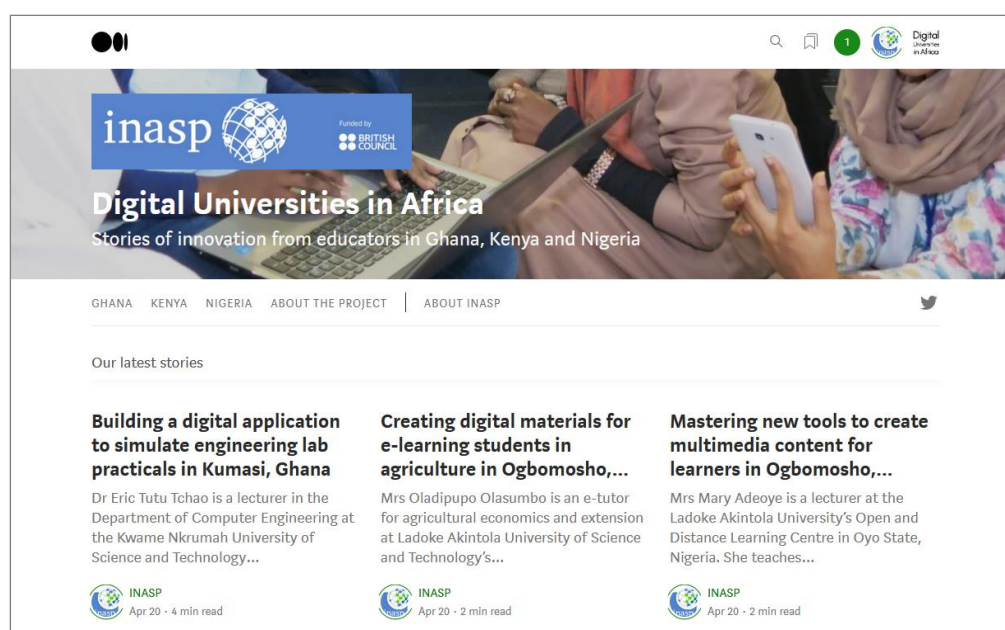 1
Digital
Universities
in Africa
inasp
Funded by
BRITISH
COUNCIL
Digital Universities in Africa
Stories of innovation from educators in Ghana, Kenya and Nigeria
GHANA KENYA NIGERIA ABOUT THE PROJECT ABOUT INASP
Our latest stories
Building a digital application
to simulate engineering lab
practicals in Kumasi, Ghana
Dr Eric Tutu Tchao is a lecturer in the
Department of Computer Engineering at
the Kwame Nkrumah University of
Science and Technology...
INASP
Apr 20 · 4 min read
Creating digital materials for
e-learning students in
agriculture in Ogbomosho,...
Mrs Oladipupo Olasumbo is an e-tutor
for agricultural economics and extension
at Ladoke Akintola University of Science
and Technology's...
INASP
Apr 20 · 2 min read
Mastering new tools to create
multimedia content for
learners in Ogbomosho,...
Mrs Mary Adeoye is a lecturer at the
Ladoke Akintola University's Open and
Distance Learning Centre in Oyo State,
Nigeria. She teaches...
INASP
Apr 20 · 2 min read